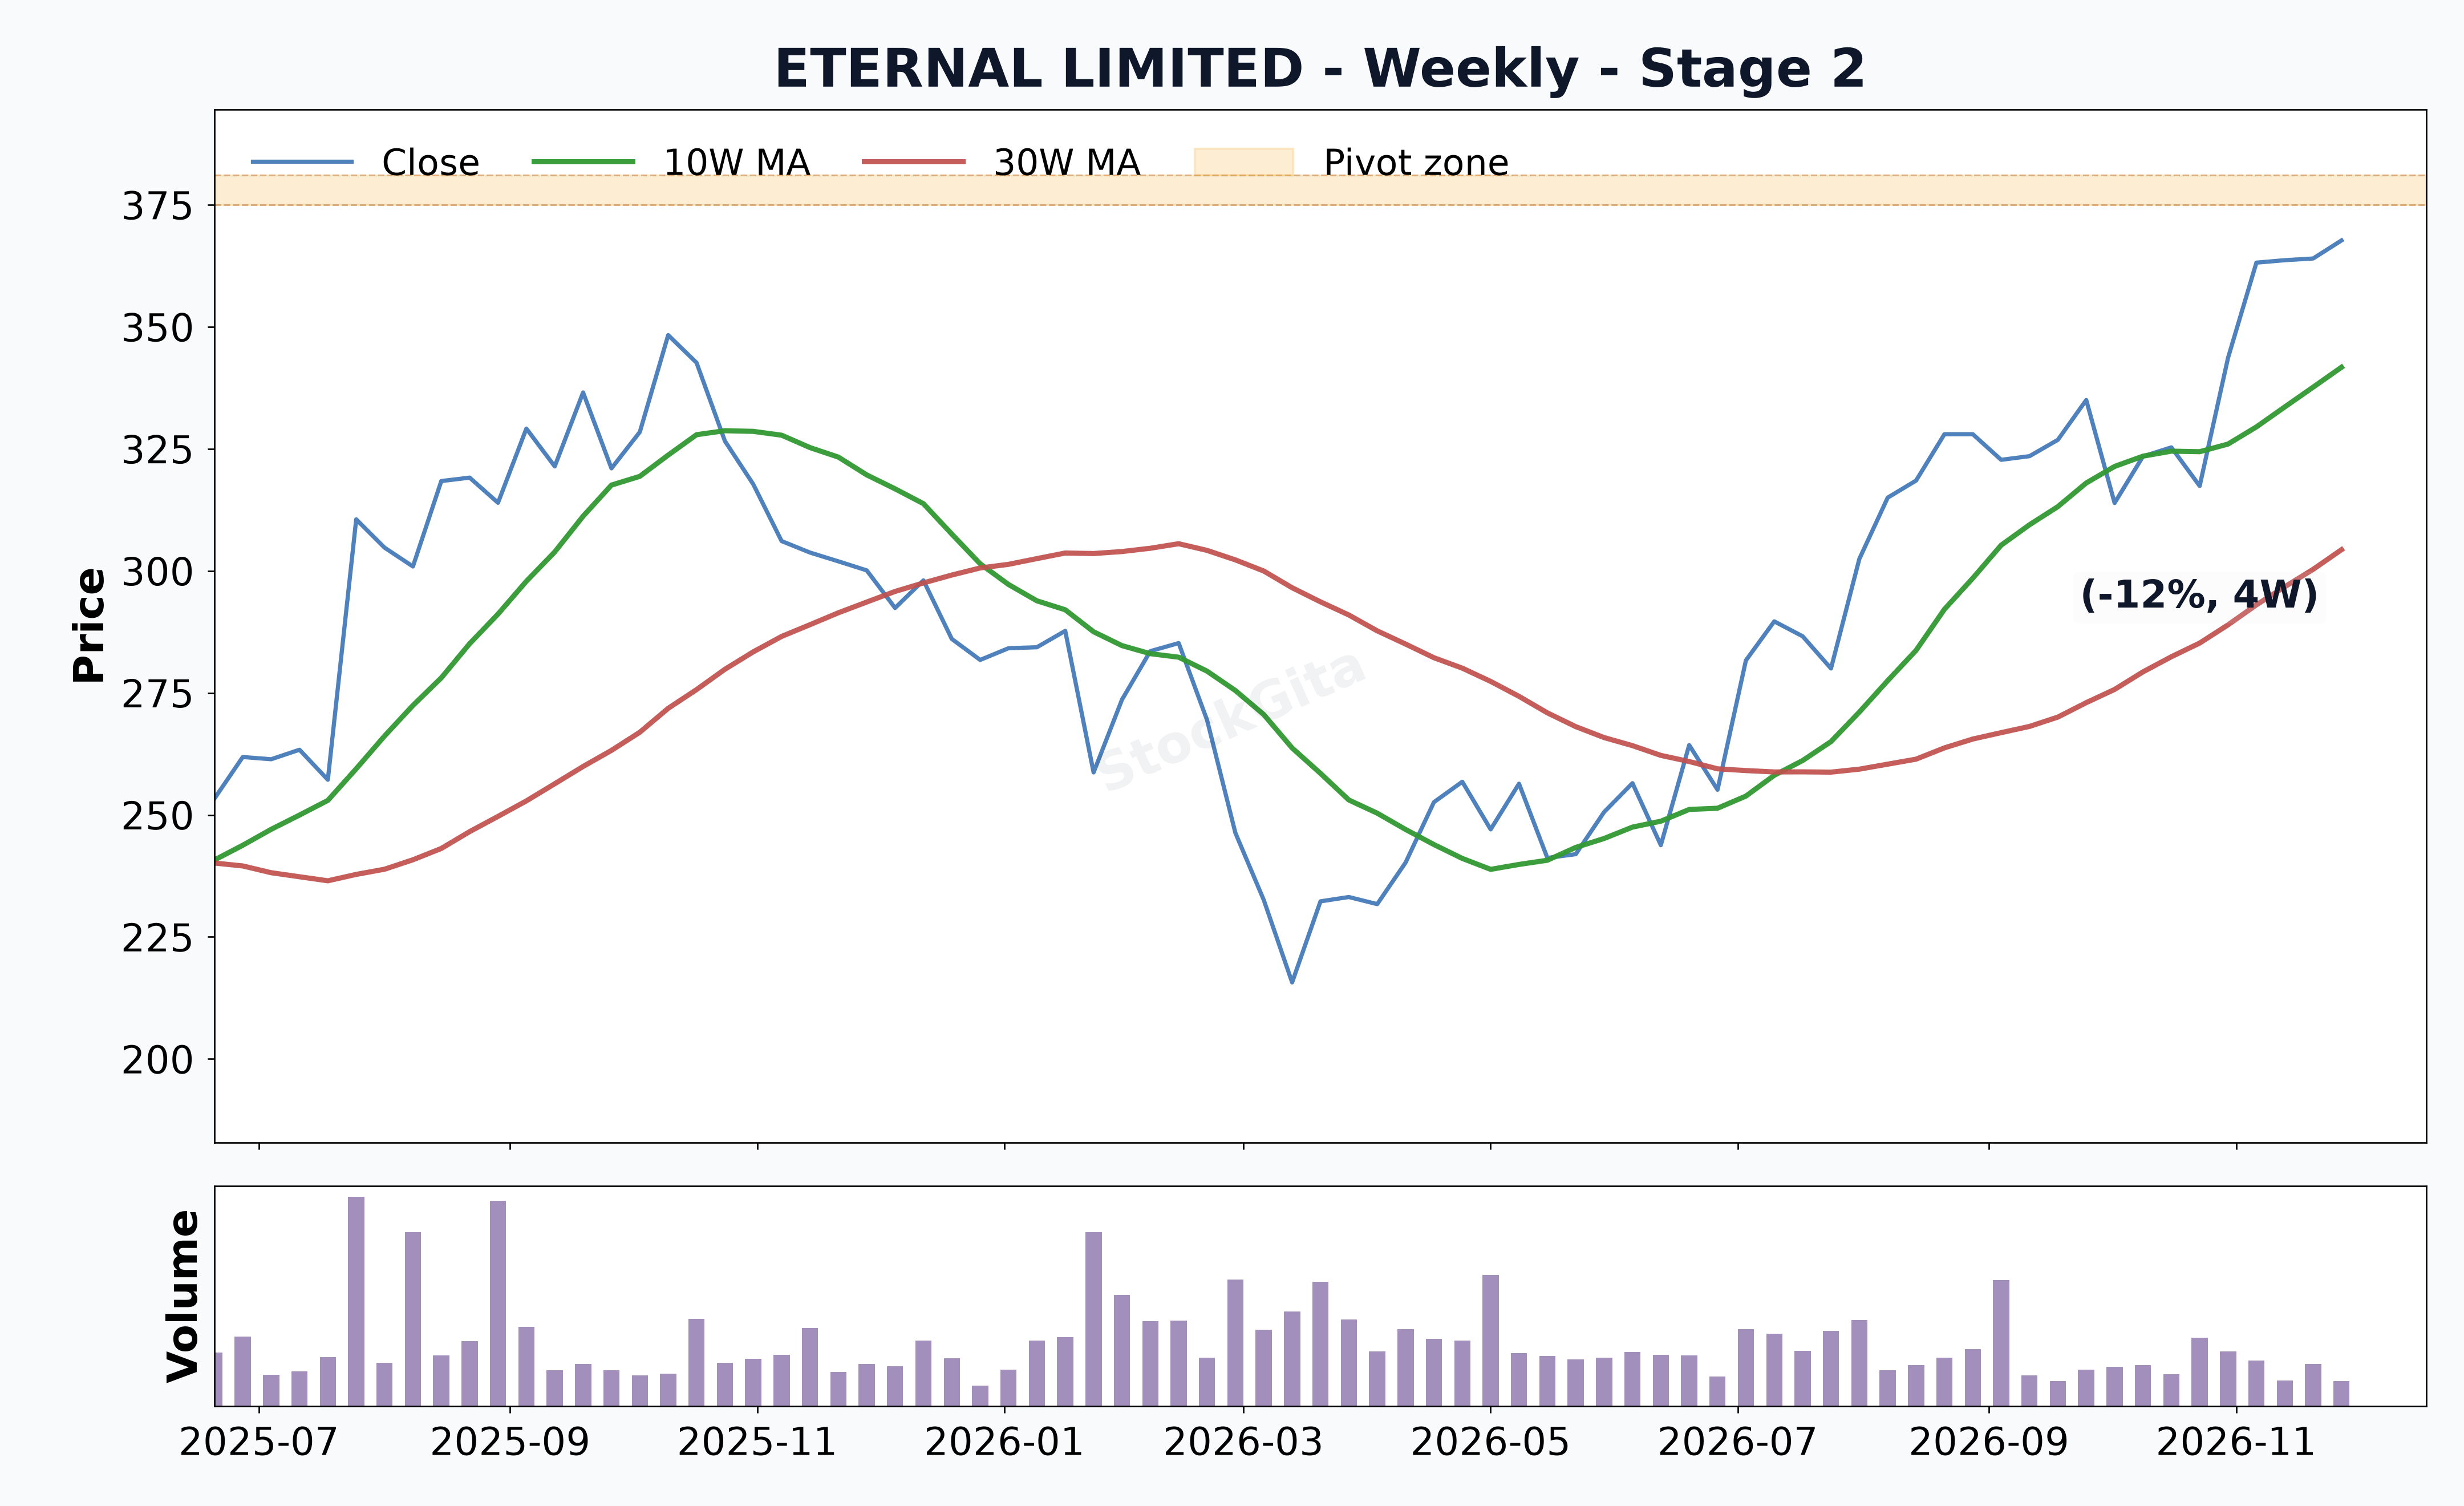 ETERNAL LIMITED - Weekly - Stage 2
Close 10W MA 30W MA Pivot zone
375
350
325
300
275
250
225
200
Price
(-12%, 4W)
StockGita
Volume
2025-07 2025-09 2025-11 2026-01 2026-03 2026-05 2026-07 2026-09 2026-11